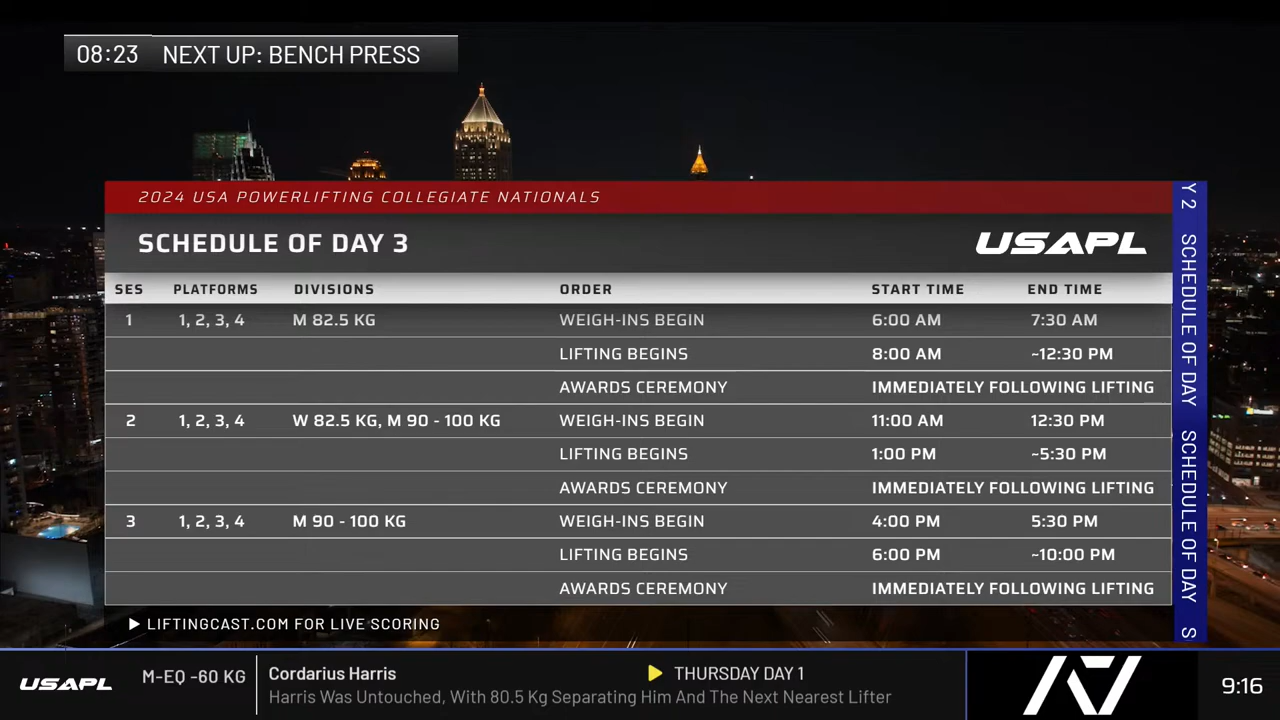 08:23 NEXT UP: BENCH PRESS
2024 USA POWERLIFTING COLLEGIATE NATIONALS
SCHEDULE OF DAY 3 USAPL
SES PLATFORMS DIVISIONS ORDER START TIME END TIME
1 1, 2, 3, 4 M 82.5 KG WEIGH-INS BEGIN 6:00 AM 7:30 AM
LIFTING BEGINS 8:00 AM ~12:30 PM
AWARDS CEREMONY IMMEDIATELY FOLLOWING LIFTING
2 1, 2, 3, 4 W 82.5 KG, M 90 - 100 KG WEIGH-INS BEGIN 11:00 AM 12:30 PM
LIFTING BEGINS 1:00 PM ~5:30 PM
AWARDS CEREMONY IMMEDIATELY FOLLOWING LIFTING
3 1, 2, 3, 4 M 90 - 100 KG WEIGH-INS BEGIN 4:00 PM 5:30 PM
LIFTING BEGINS 6:00 PM ~10:00 PM
AWARDS CEREMONY IMMEDIATELY FOLLOWING LIFTING
Y 2 SCHEDULE OF DAY SCHEDULE OF DAY S
LIFTINGCAST.COM FOR LIVE SCORING
USAPL M-EQ -60 KG Cordarius Harris THURSDAY DAY 1
Harris Was Untouched, With 80.5 Kg Separating Him And The Next Nearest Lifter
9:16